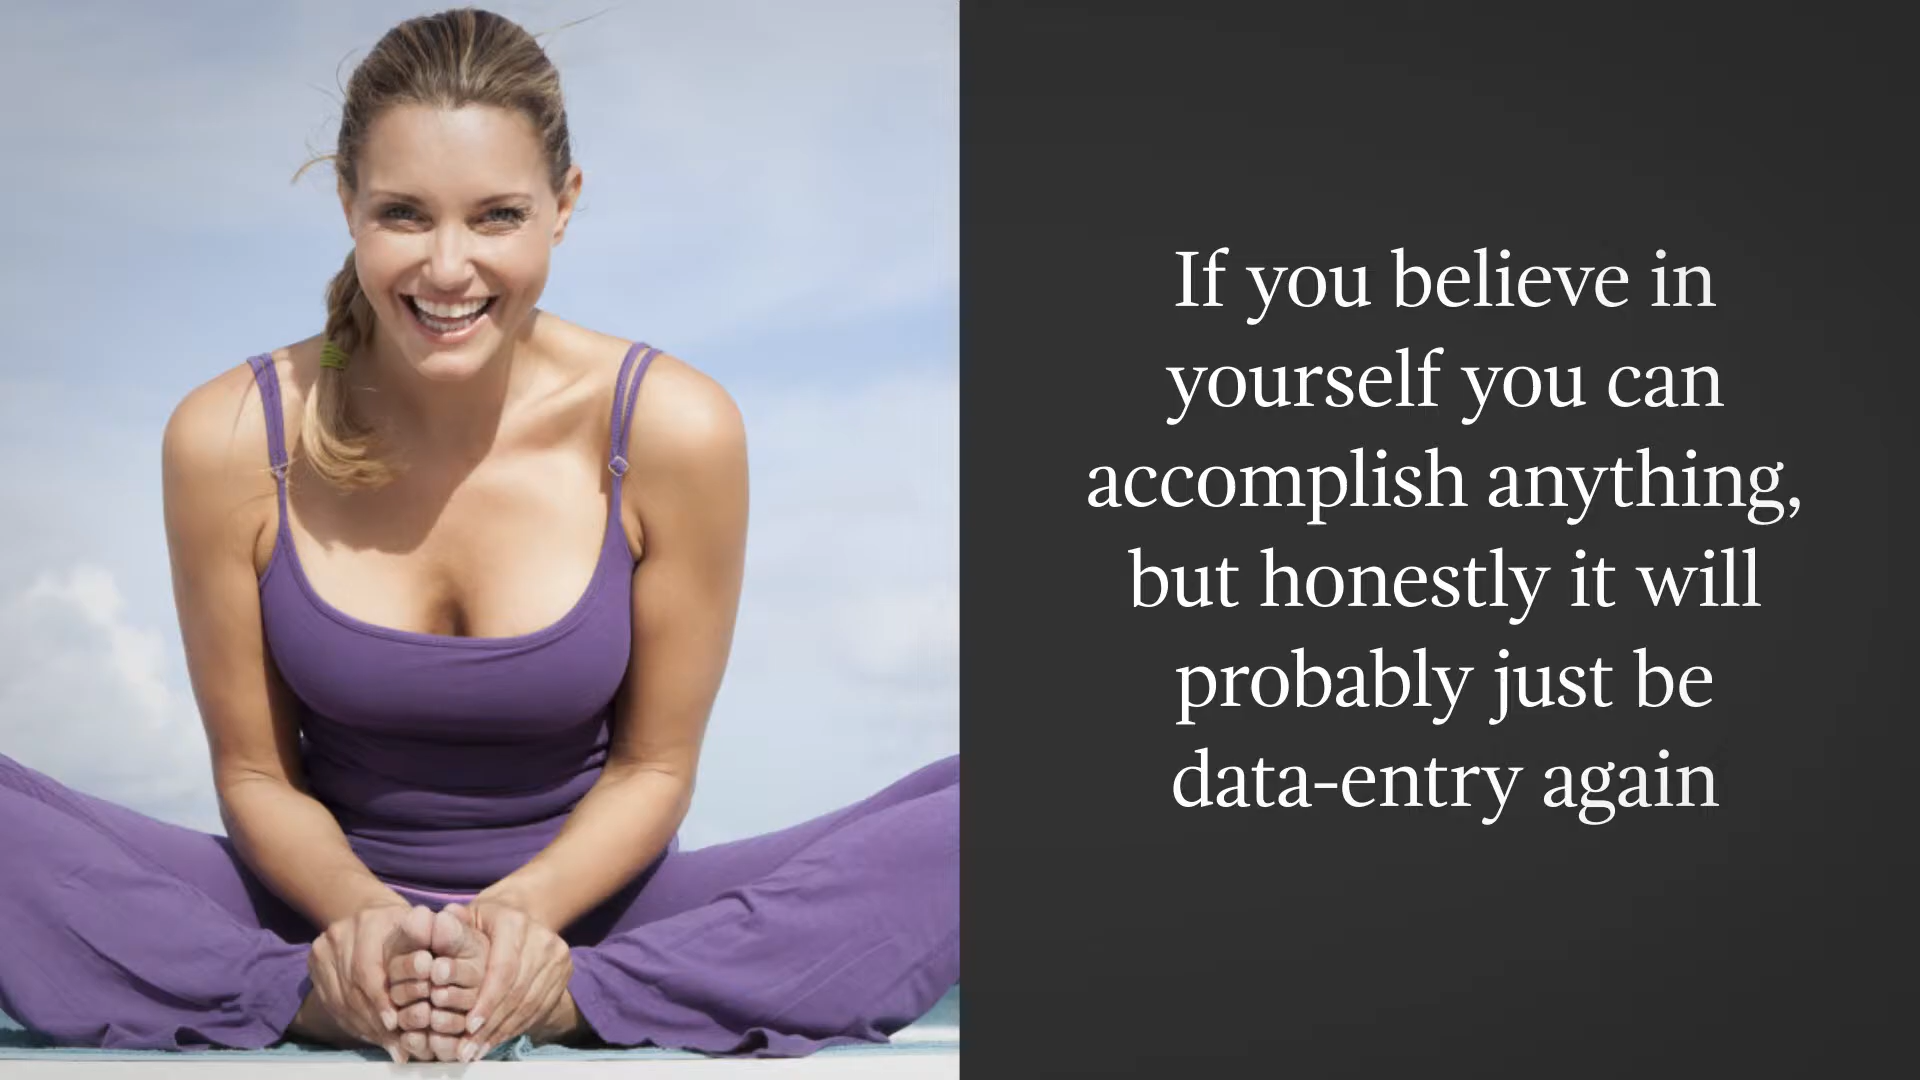 If you believe in
yourself you can
accomplish anything,
but honestly it will
probably just be
data-entry again